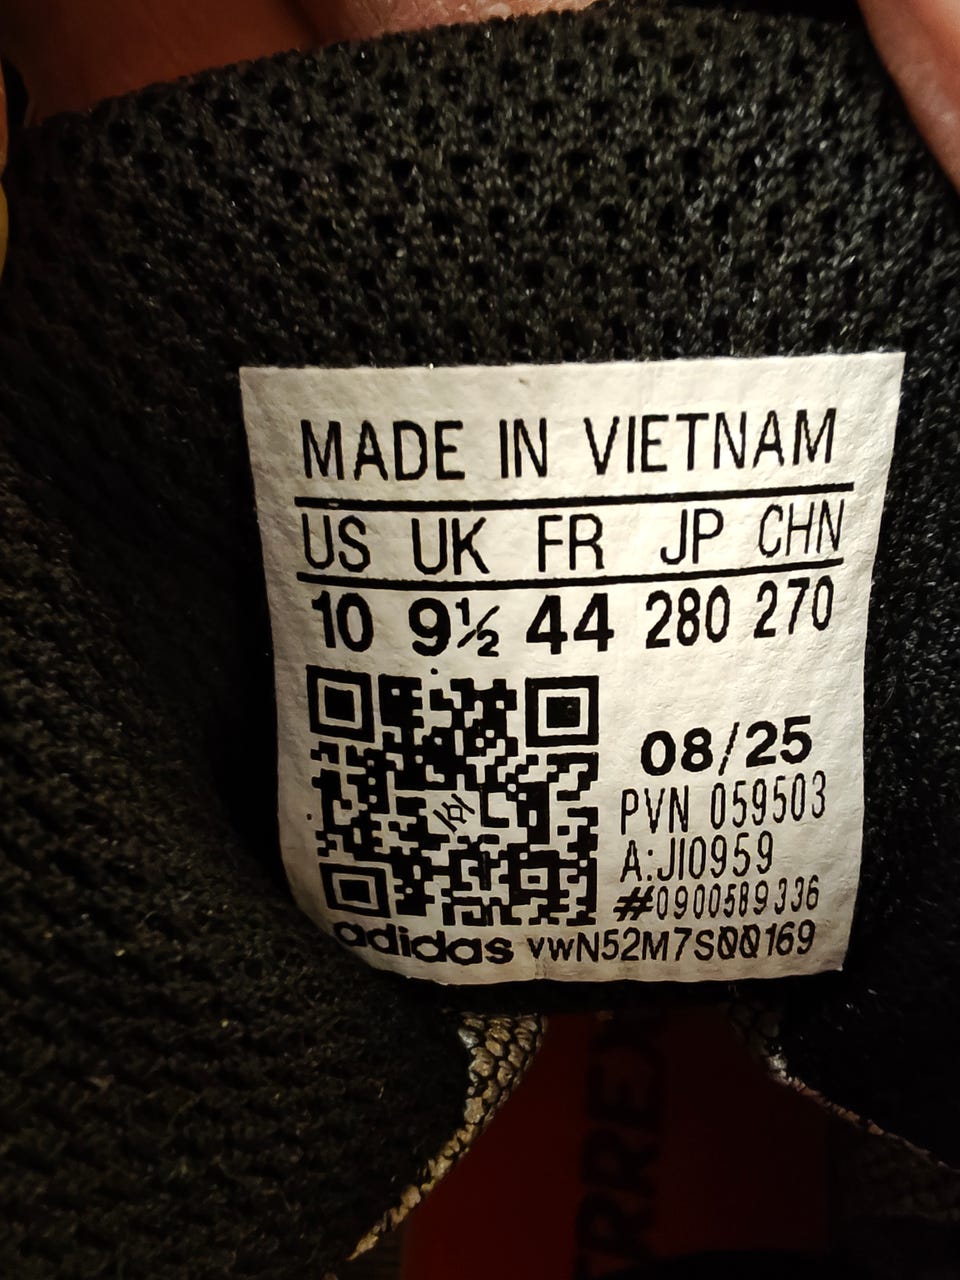 MADE IN VIETNAM
US UK FR JP CHN
10 9½ 44 280 270
08/25
PVN 059503
A:JI0959
#0900589336
adidas vwN52M7S00169